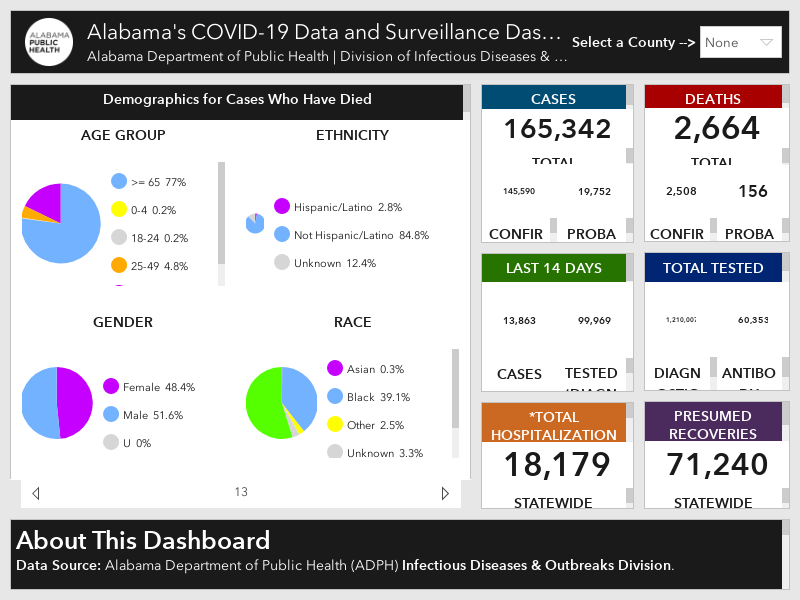 ALABAMA
PUBLIC
HEALTH
Alabama's COVID-19 Data and Surveillance Das...
Alabama Department of Public Health | Division of Infectious Diseases & ...
Select a County --> None
Demographics for Cases Who Have Died
AGE GROUP
>= 65 77%
0-4 0.2%
18-24 0.2%
25-49 4.8%
ETHNICITY
Hispanic/Latino 2.8%
Not Hispanic/Latino 84.8%
Unknown 12.4%
GENDER
Female 48.4%
Male 51.6%
U 0%
RACE
Asian 0.3%
Black 39.1%
Other 2.5%
Unknown 3.3%
13
CASES
165,342
TOTAL
145,590 19,752
CONFIR PROBA
DEATHS
2,664
TOTAL
2,508 156
CONFIR PROBA
LAST 14 DAYS
13,863 99,969
CASES TESTED
TOTAL TESTED
60,353
DIAGN ANTIBO
*TOTAL
HOSPITALIZATION
18,179
STATEWIDE
PRESUMED
RECOVERIES
71,240
STATEWIDE
About This Dashboard
Data Source: Alabama Department of Public Health (ADPH) Infectious Diseases & Outbreaks Division.